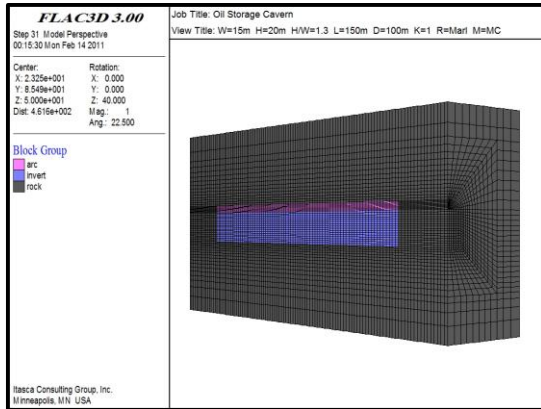 FLAC3D 3.00
Step 31 Model Perspective
00:15:30 Mon Feb 14 2011
Center:
X: 2.325e+001
Y: 8.549e+001
Z: 5.000e+001
Dist: 4.616e+002
Rotation:
X: 0.000
Y: 0.000
Z: 40.000
Mag.: 1
Ang.: 22.500
Block Group
arc
invert
rock
Itasca Consulting Group, Inc.
Minneapolis, MN USA
Job Title: Oil Storage Cavern
View Title: W=15m H=20m H/W=1.3 L=150m D=100m K=1 R=Marl M=MC